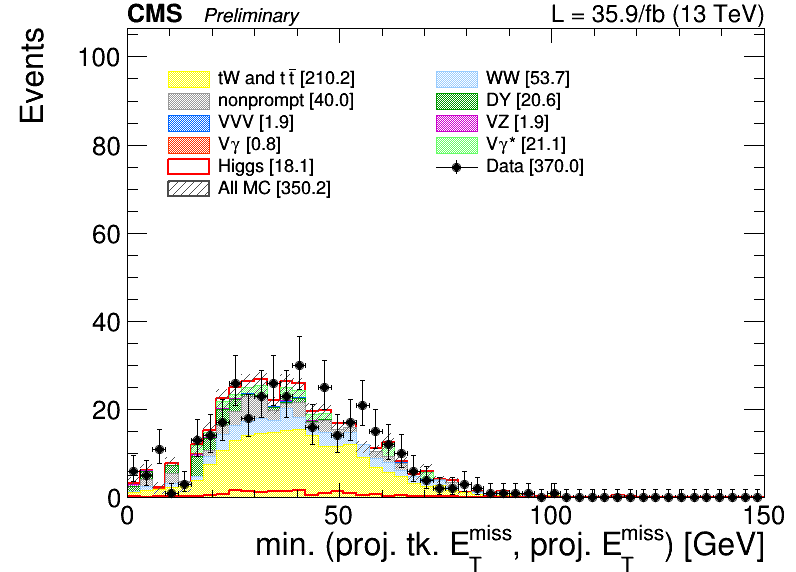 CMS Preliminary L = 35.9/fb (13 TeV)
Events
100
80
60
40
20
0
tW and tt̄ [210.2]
nonprompt [40.0]
VVV [1.9]
Vγ [0.8]
Higgs [18.1]
All MC [350.2]
WW [53.7]
DY [20.6]
VZ [1.9]
Vγ* [21.1]
Data [370.0]
0 50 100 150
min. (proj. tk. E_T^miss, proj. E_T^miss) [GeV]